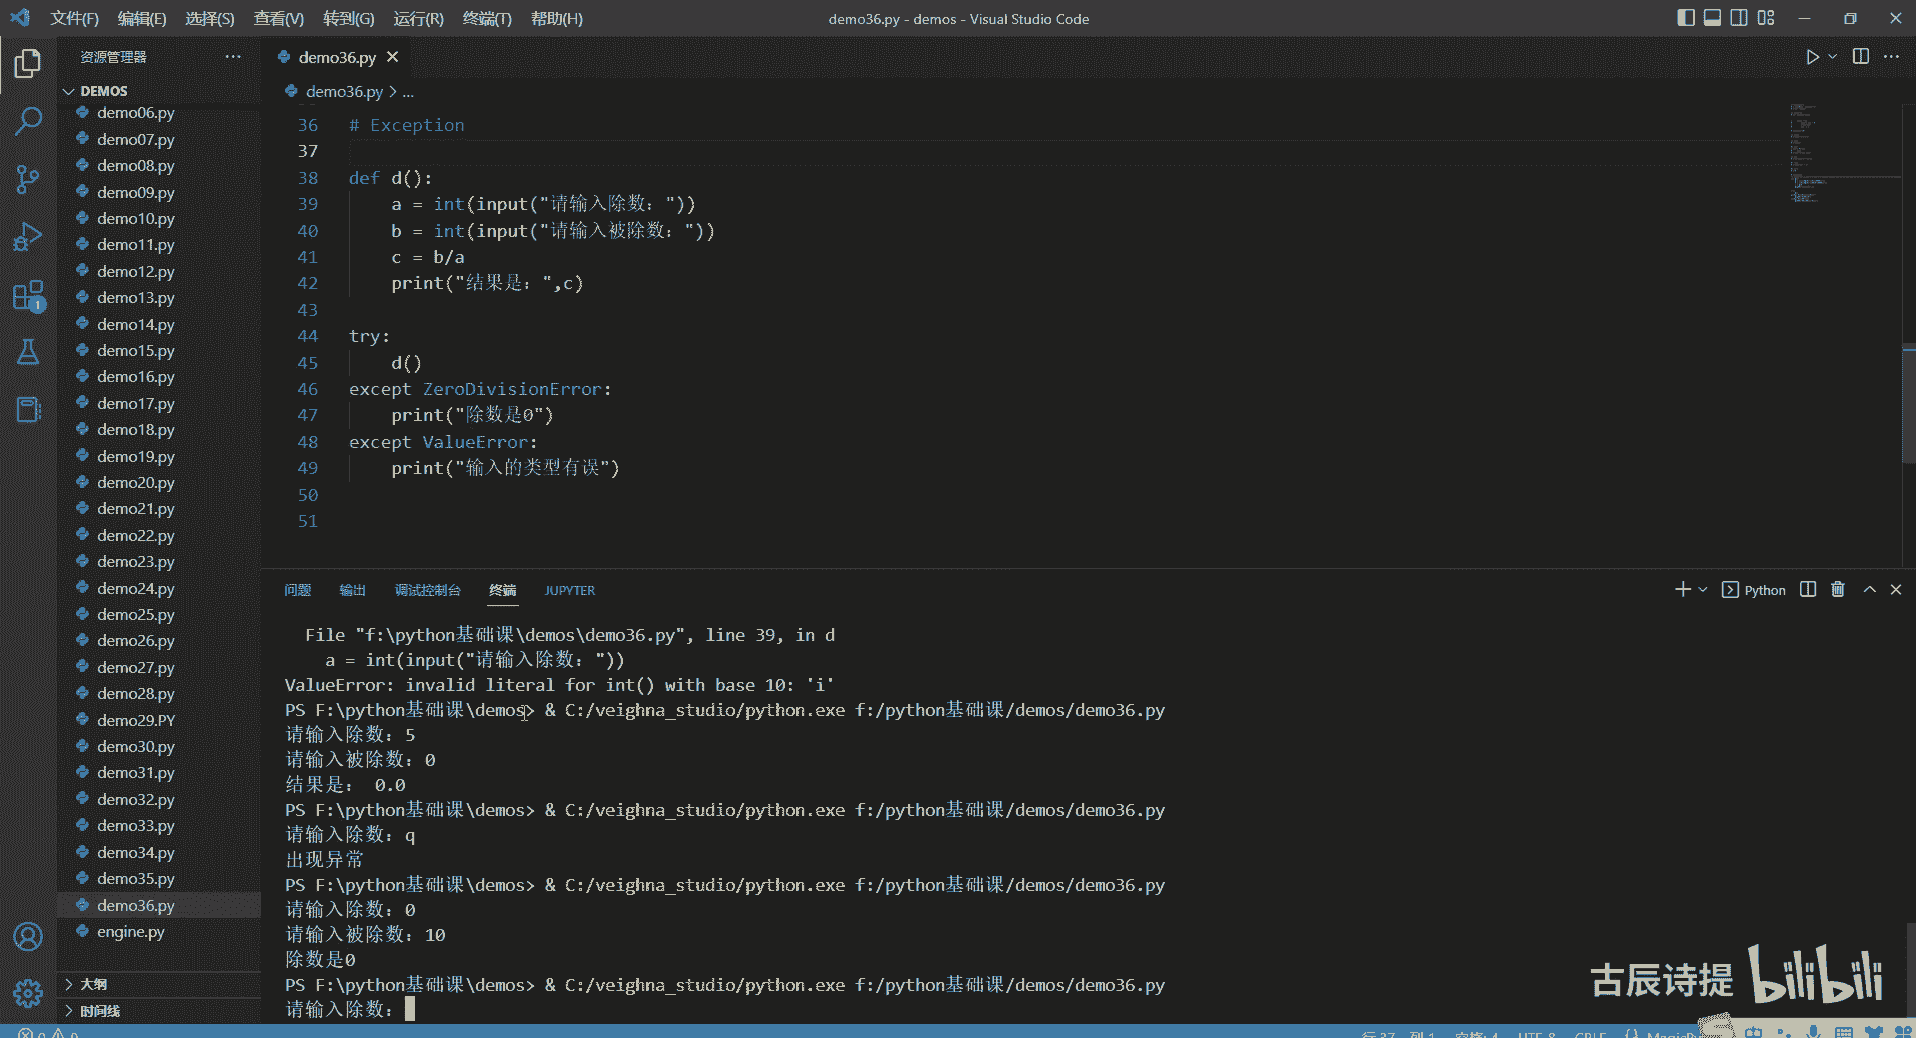 文件(F) 编辑(E) 选择(S) 查看(V) 转到(G) 运行(R) 终端(T) 帮助(H)
demo36.py - demos - Visual Studio Code
资源管理器
DEMOS
demo06.py
demo07.py
demo08.py
demo09.py
demo10.py
demo11.py
demo12.py
demo13.py
demo14.py
demo15.py
demo16.py
demo17.py
demo18.py
demo19.py
demo20.py
demo21.py
demo22.py
demo23.py
demo24.py
demo25.py
demo26.py
demo27.py
demo28.py
demo29.PY
demo30.py
demo31.py
demo32.py
demo33.py
demo34.py
demo35.py
demo36.py
engine.py
大纲
时间线
1
demo36.py
demo36.py > ...
36 # Exception
37
38 def d():
39 a = int(input("请输入除数："))
40 b = int(input("请输入被除数："))
41 c = b/a
42 print("结果是：",c)
43
44 try:
45 d()
46 except ZeroDivisionError:
47 print("除数是0")
48 except ValueError:
49 print("输入的类型有误")
50
51
问题 输出 调试控制台 终端 JUPYTER
Python
File "f:\python基础课\demos\demo36.py", line 39, in d
a = int(input("请输入除数："))
ValueError: invalid literal for int() with base 10: 'i'
PS F:\python基础课\demos> & C:/veighna_studio/python.exe f:/python基础课/demos/demo36.py
请输入除数：5
请输入被除数：0
结果是： 0.0
PS F:\python基础课\demos> & C:/veighna_studio/python.exe f:/python基础课/demos/demo36.py
请输入除数：q
出现异常
PS F:\python基础课\demos> & C:/veighna_studio/python.exe f:/python基础课/demos/demo36.py
请输入除数：0
请输入被除数：10
除数是0
PS F:\python基础课\demos> & C:/veighna_studio/python.exe f:/python基础课/demos/demo36.py
请输入除数：
古辰诗提 bilibili